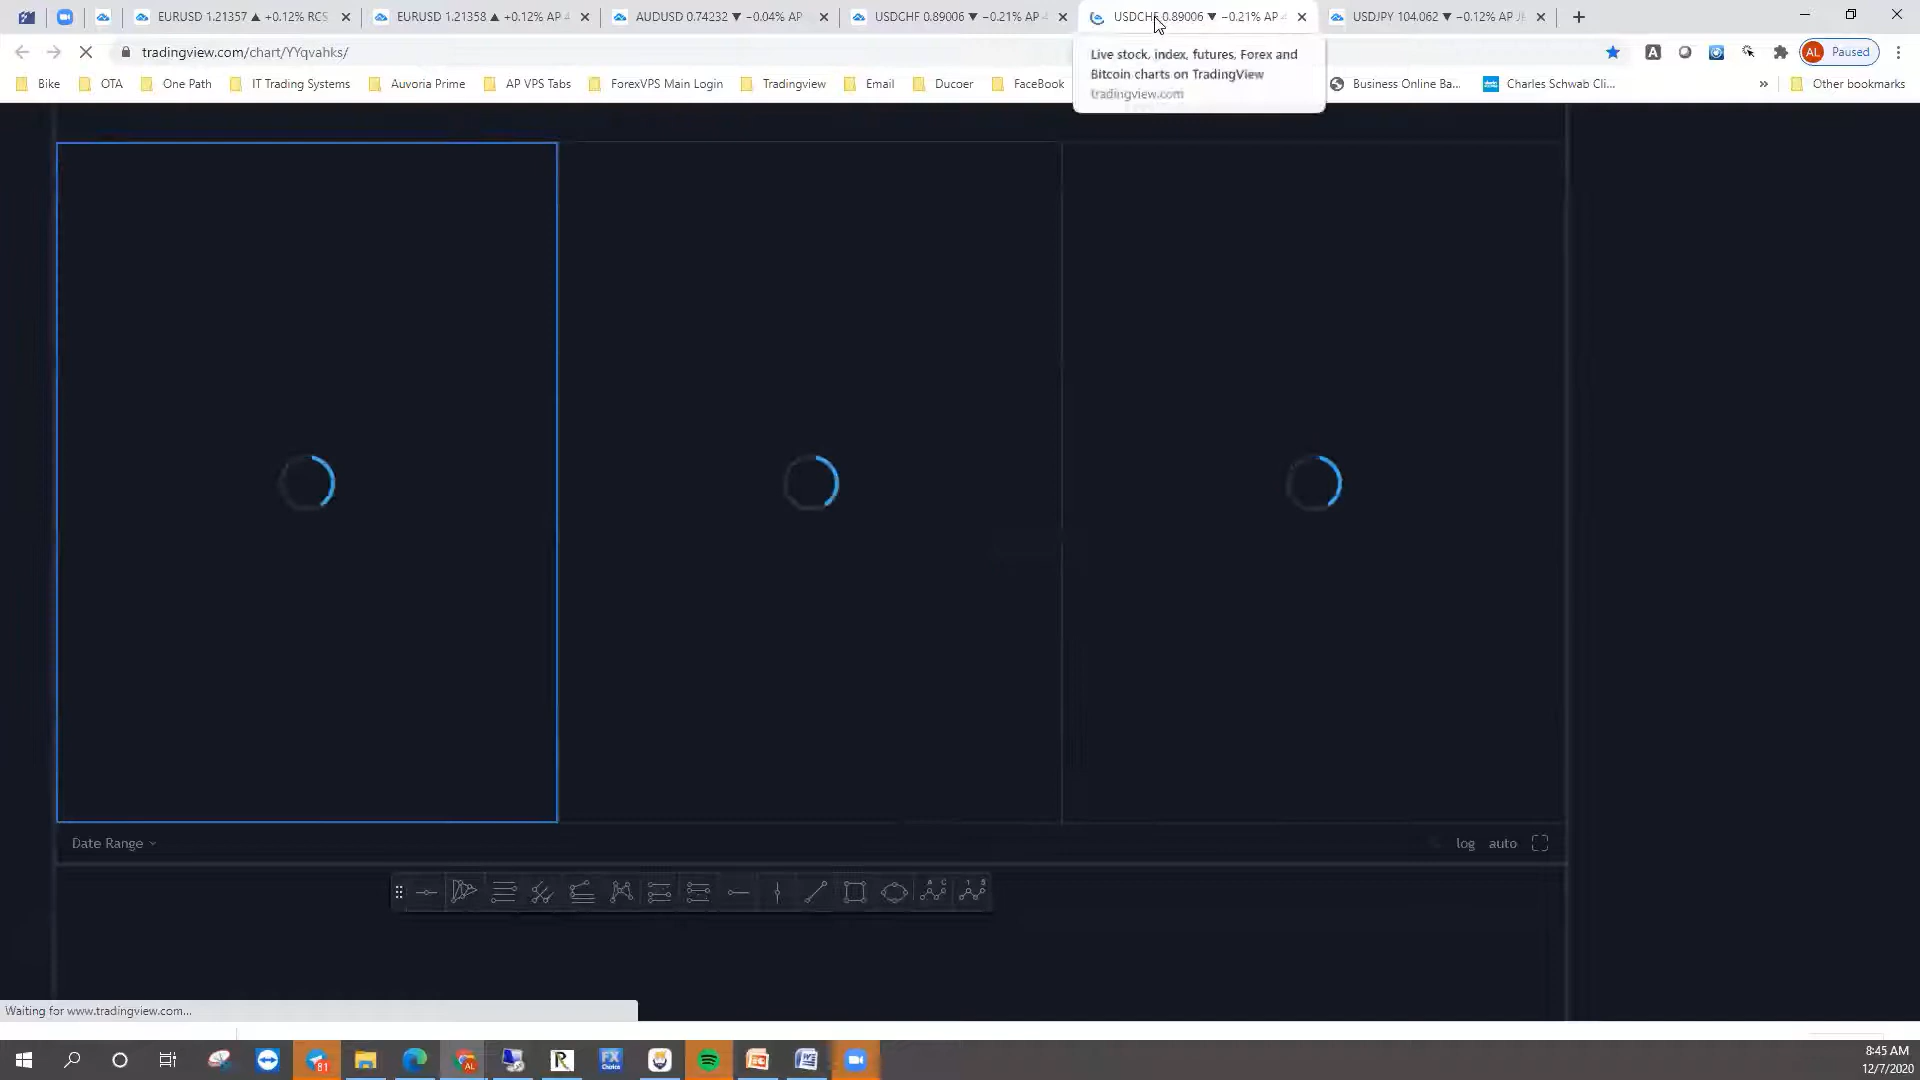 EURUSD 1.21357 ▲ +0.12% RCS
EURUSD 1.21358 ▲ +0.12% AP
AUDUSD 0.74232 ▼ −0.04% AP
USDCHF 0.89006 ▼ −0.21% AP
USDCHF 0.89006 ▼ −0.21% AP
USDJPY 104.062 ▼ −0.12% AP
tradingview.com/chart/YYqvahks/
A
AL Paused
Live stock, index, futures, Forex and
Bitcoin charts on TradingView
tradingview.com
Bike
OTA
One Path
IT Trading Systems
Auvoria Prime
AP VPS Tabs
ForexVPS Main Login
Tradingview
Email
Ducoer
FaceBook
Business Online Ba...
Charles Schwab Cli...
»
Other bookmarks
Date Range
log auto
Waiting for www.tradingview.com...
81
AL
R
FX
Choice
8:45 AM
12/7/2020